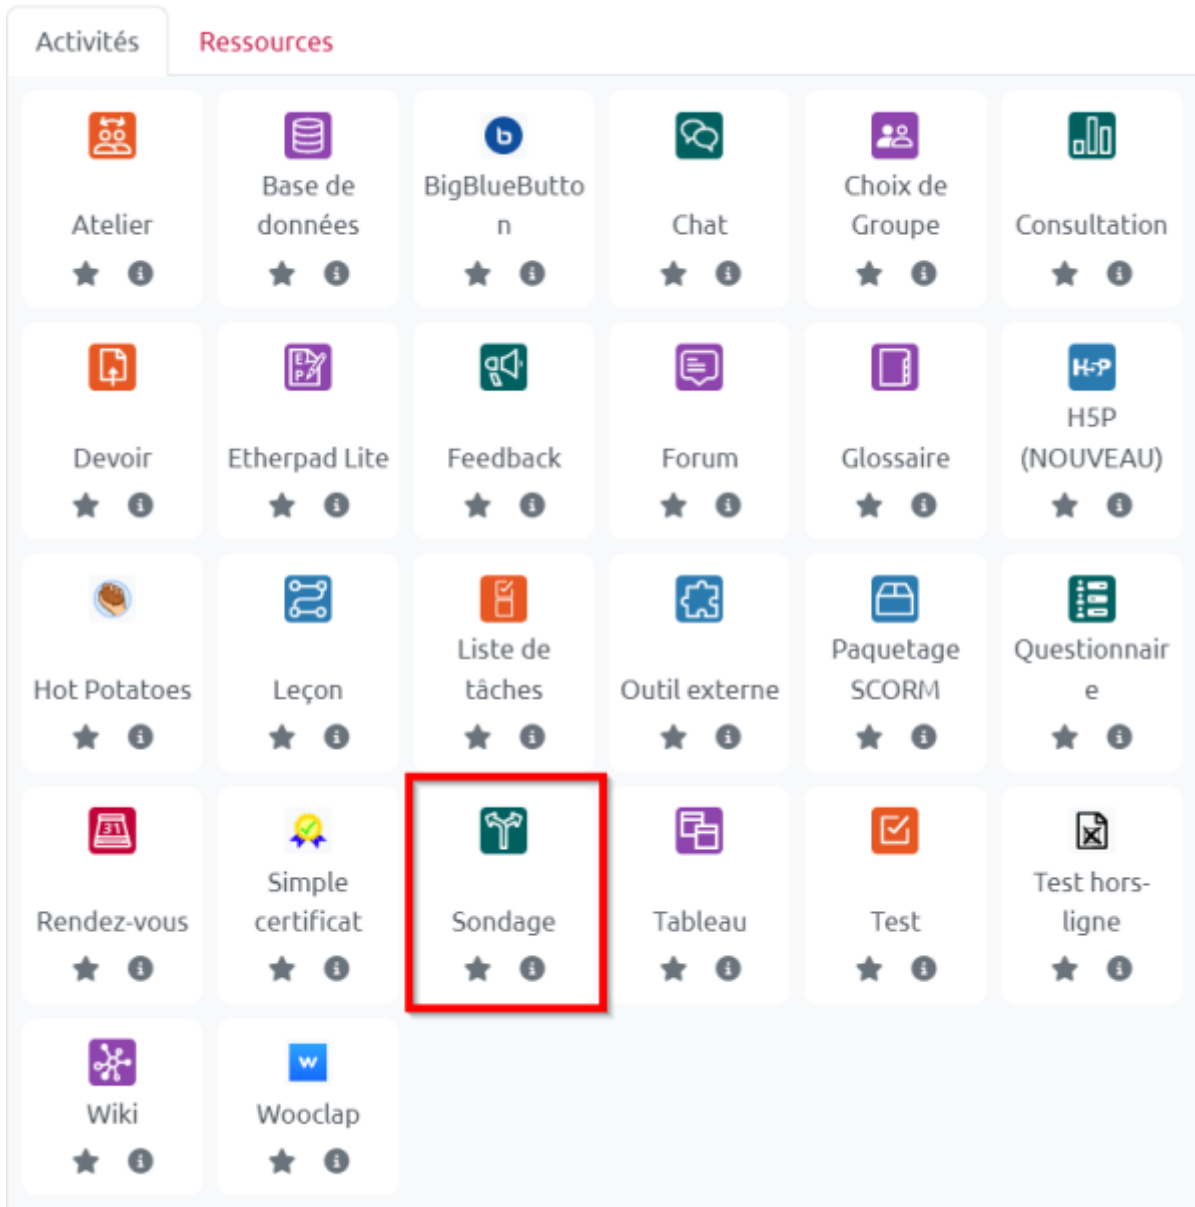 Activités
Ressources
Atelier
Base de
données
BigBlueButto
n
Chat
Choix de
Groupe
Consultation
Devoir
Etherpad Lite
Feedback
Forum
Glossaire
H-P
H5P
(NOUVEAU)
Hot Potatoes
Leçon
Liste de
tâches
Outil externe
Paquetage
SCORM
Questionnair
e
31
Rendez-vous
Simple
certificat
Sondage
Tableau
Test
Test hors-
ligne
Wiki
w
Wooclap